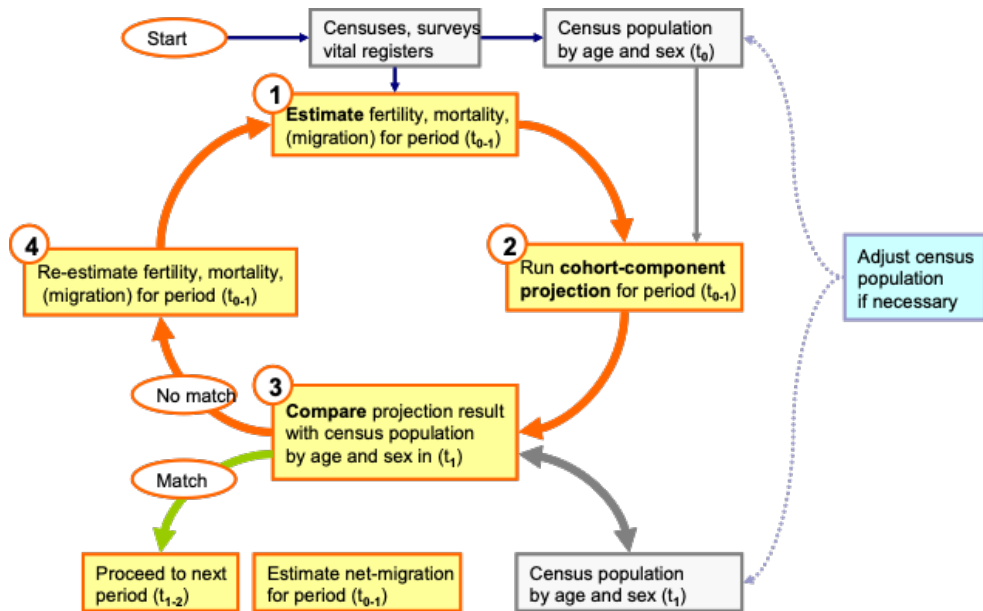 Start
Censuses, surveys
vital registers
Census population
by age and sex (t0)
1
Estimate fertility, mortality,
(migration) for period (t0-1)
4
Re-estimate fertility, mortality,
(migration) for period (t0-1)
2
Run cohort-component
projection for period (t0-1)
Adjust census
population
if necessary
No match
3
Compare projection result
with census population
by age and sex in (t1)
Match
Proceed to next
period (t1-2)
Estimate net-migration
for period (t0-1)
Census population
by age and sex (t1)